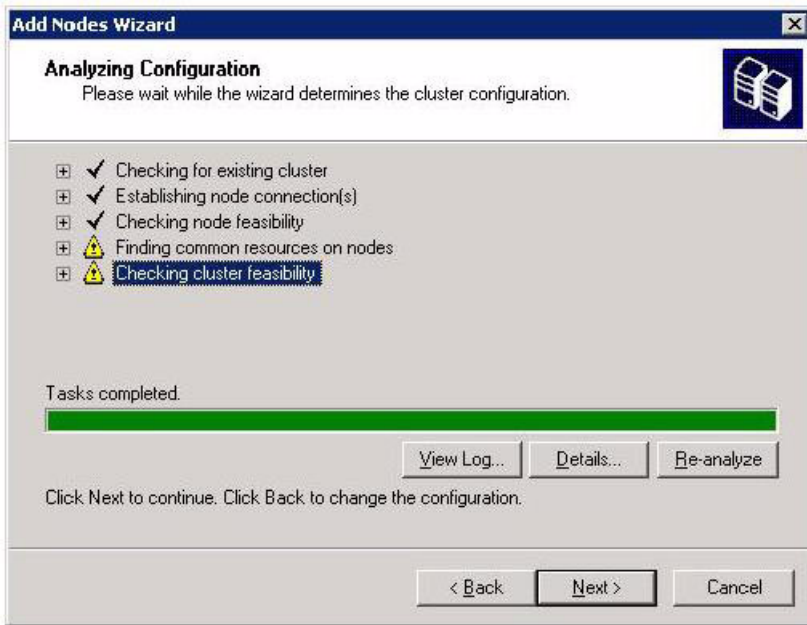 Add Nodes Wizard
Analyzing Configuration
Please wait while the wizard determines the cluster configuration.
Checking for existing cluster
Establishing node connection(s)
Checking node feasibility
Finding common resources on nodes
Checking cluster feasibility
Tasks completed.
View Log... Details... Re-analyze
Click Next to continue. Click Back to change the configuration.
< Back Next > Cancel